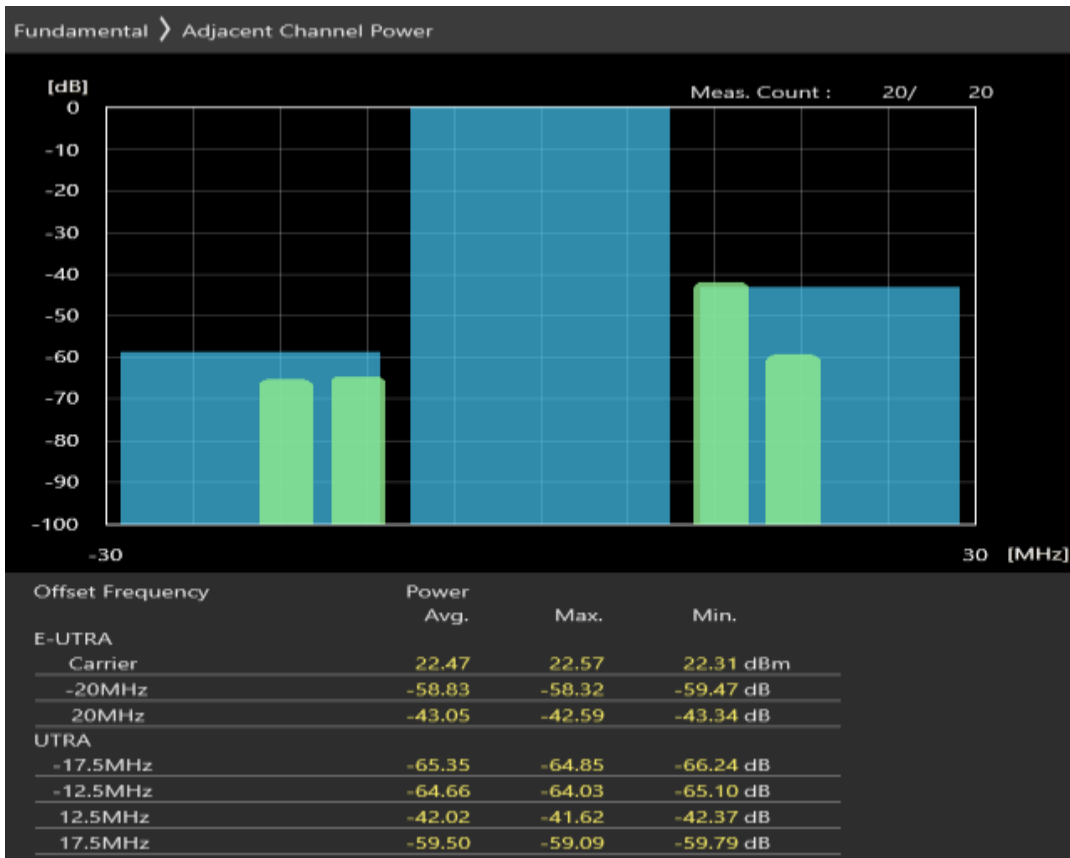 Fundamental ❯ Adjacent Channel Power
[dB]
Meas. Count : 20/ 20
0
-10
-20
-30
-40
-50
-60
-70
-80
-90
-100
-30 30 [MHz]
Offset Frequency Power
Avg. Max. Min.
E-UTRA
Carrier 22.47 22.57 22.31 dBm
-20MHz -58.83 -58.32 -59.47 dB
20MHz -43.05 -42.59 -43.34 dB
UTRA
-17.5MHz -65.35 -64.85 -66.24 dB
-12.5MHz -64.66 -64.03 -65.10 dB
12.5MHz -42.02 -41.62 -42.37 dB
17.5MHz -59.50 -59.09 -59.79 dB